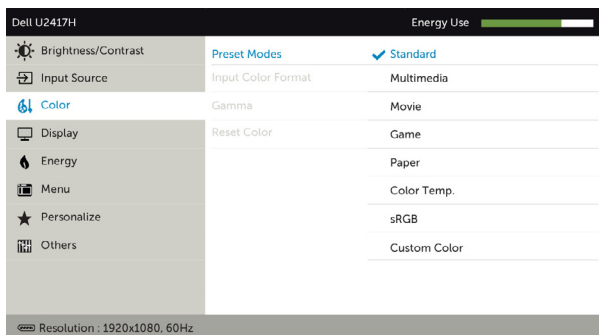 Dell U2417H Energy Use
Brightness/Contrast
Input Source
Color
Display
Energy
Menu
Personalize
Others
Preset Modes
Input Color Format
Gamma
Reset Color
Standard
Multimedia
Movie
Game
Paper
Color Temp.
sRGB
Custom Color
Resolution : 1920x1080, 60Hz